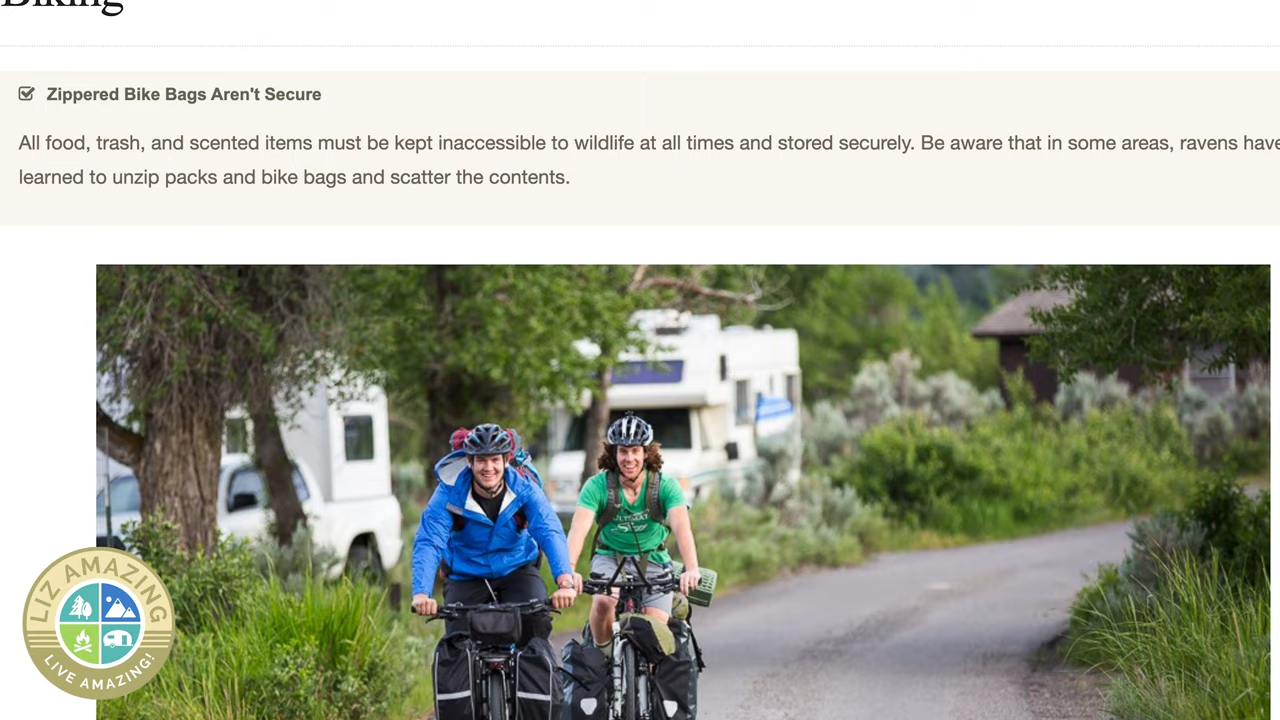 Biking
Zippered Bike Bags Aren't Secure
All food, trash, and scented items must be kept inaccessible to wildlife at all times and stored securely. Be aware that in some areas, ravens have
learned to unzip packs and bike bags and scatter the contents.
LIZ AMAZING
LIVE AMAZING!